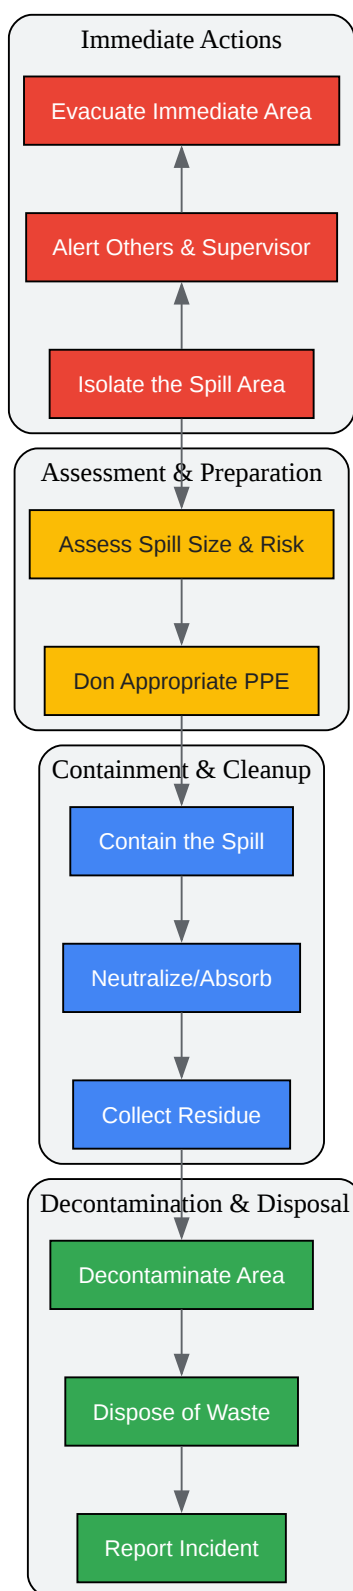 Immediate Actions
Evacuate Immediate Area
Alert Others & Supervisor
Isolate the Spill Area
Assessment & Preparation
Assess Spill Size & Risk
Don Appropriate PPE
Containment & Cleanup
Contain the Spill
Neutralize/Absorb
Collect Residue
Decontamination & Disposal
Decontaminate Area
Dispose of Waste
Report Incident